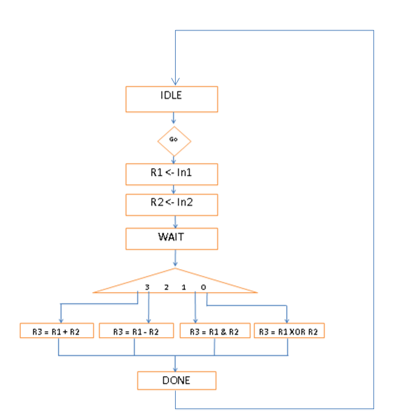 IDLE
Go
R1 <- In1
R2<- In2
WAIT
3 2 1 0
R3 = R1 + R2
R3 = R1 - R2
R3 = R1 & R2
R3 = R1 XOR R2
DONE